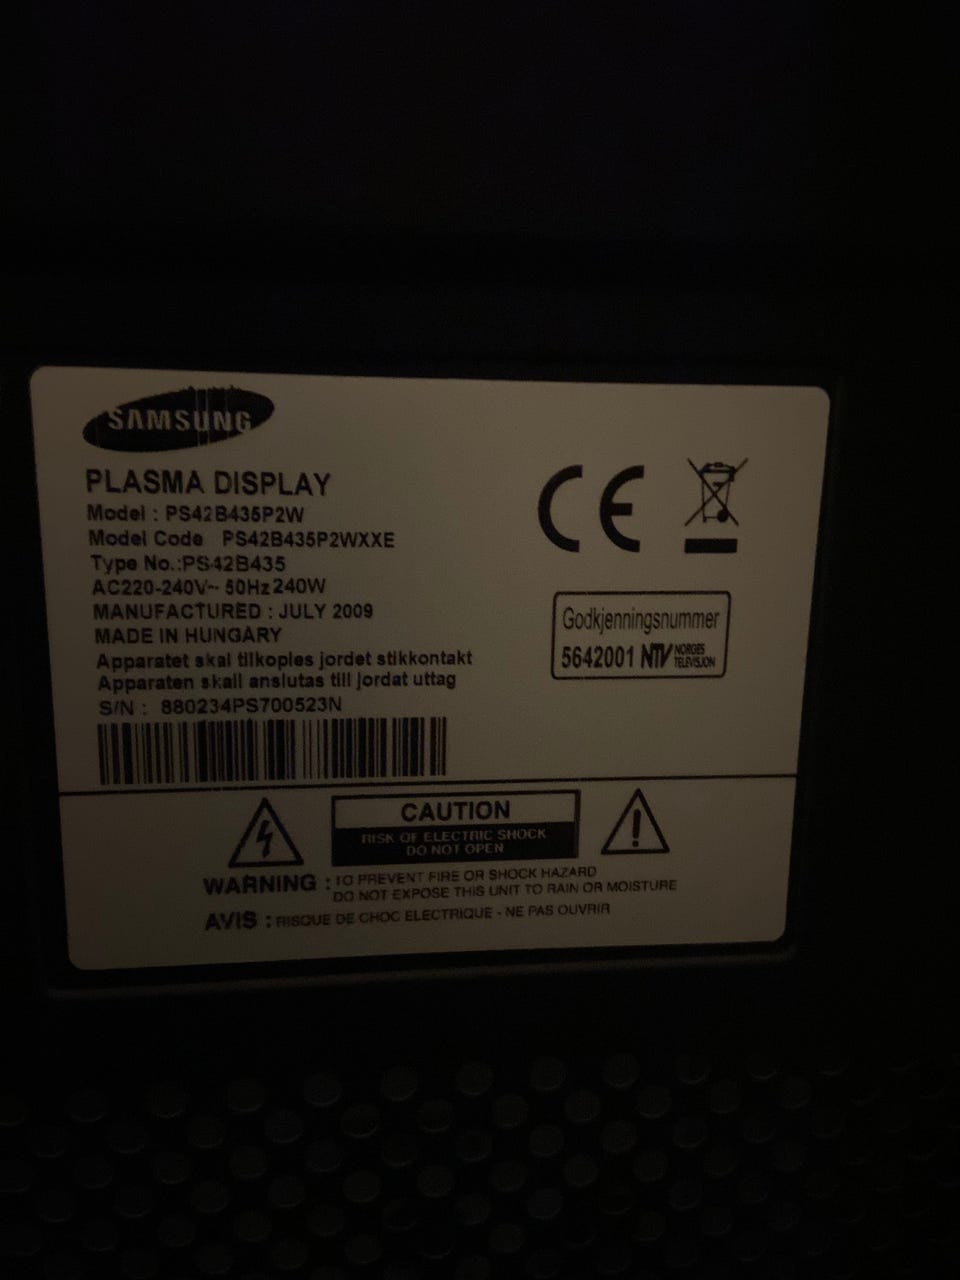 SAMSUNG
PLASMA DISPLAY
Model : PS42B435P2W
Model Code PS42B435P2WXXE
Type No.:PS42B435
AC220-240V~ 50Hz 240W
MANUFACTURED : JULY 2009
MADE IN HUNGARY
Apparatet skal tilkoples jordet stikkontakt
Apparaten skall anslutas till jordat uttag
S/N : 880234PS700523N
CE
Godkjenningsnummer
5642001 NTV NORGES
TELEVISJON
CAUTION
RISK OF ELECTRIC SHOCK
DO NOT OPEN
WARNING : TO PREVENT FIRE OR SHOCK HAZARD
DO NOT EXPOSE THIS UNIT TO RAIN OR MOISTURE
AVIS : RISQUE DE CHOC ELECTRIQUE - NE PAS OUVRIR